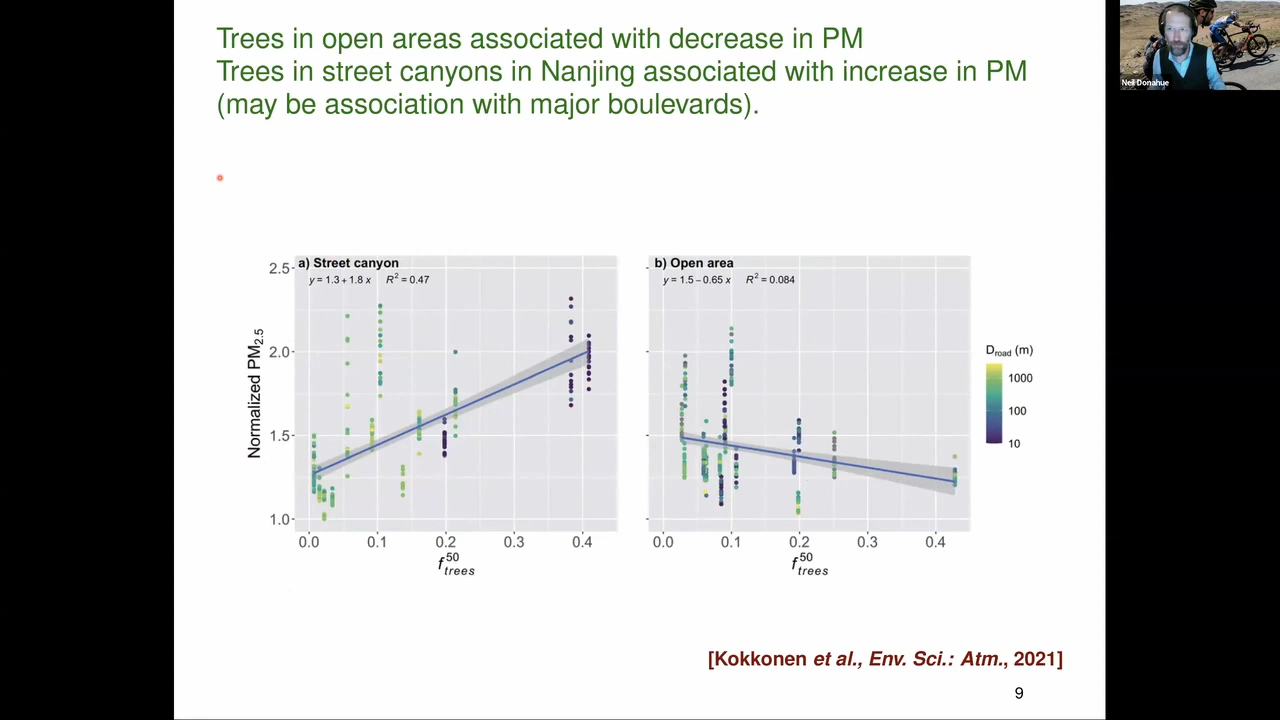 Trees in open areas associated with decrease in PM
Trees in street canyons in Nanjing associated with increase in PM
(may be association with major boulevards).
Neil Donahue
a) Street canyon
y = 1.3 + 1.8 x R² = 0.47
b) Open area
y = 1.5 − 0.65 x R² = 0.084
Normalized PM2.5
2.5
2.0
1.5
1.0
0.0 0.1 0.2 0.3 0.4
f50trees
0.0 0.1 0.2 0.3 0.4
f50trees
Droad (m)
1000
100
10
[Kokkonen et al., Env. Sci.: Atm., 2021]
9